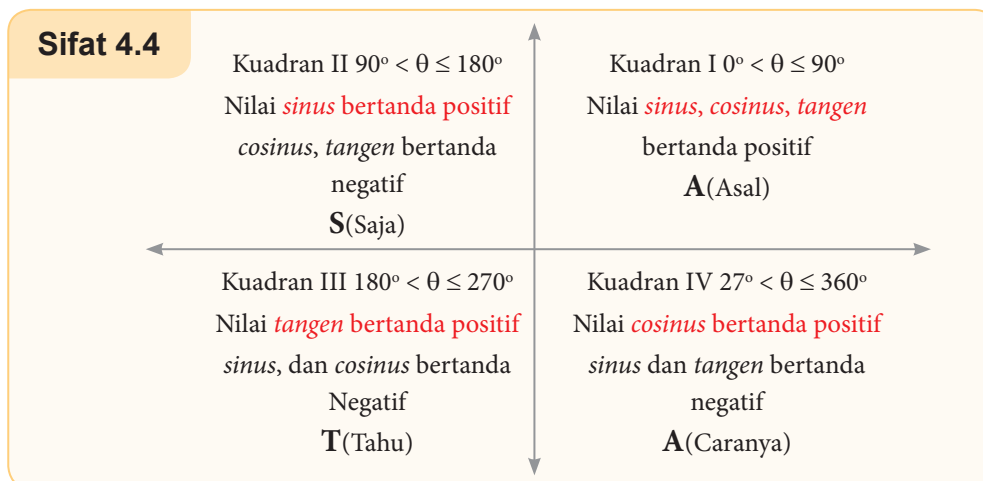 Sifat 4.4
Kuadran II 90° < θ ≤ 180°
Nilai sinus bertanda positif
cosinus, tangen bertanda
negatif
S(Saja)
Kuadran I 0° < θ ≤ 90°
Nilai sinus, cosinus, tangen
bertanda positif
A(Asal)
Kuadran III 180° < θ ≤ 270°
Nilai tangen bertanda positif
sinus, dan cosinus bertanda
Negatif
T(Tahu)
Kuadran IV 27° < θ ≤ 360°
Nilai cosinus bertanda positif
sinus dan tangen bertanda
negatif
A(Caranya)